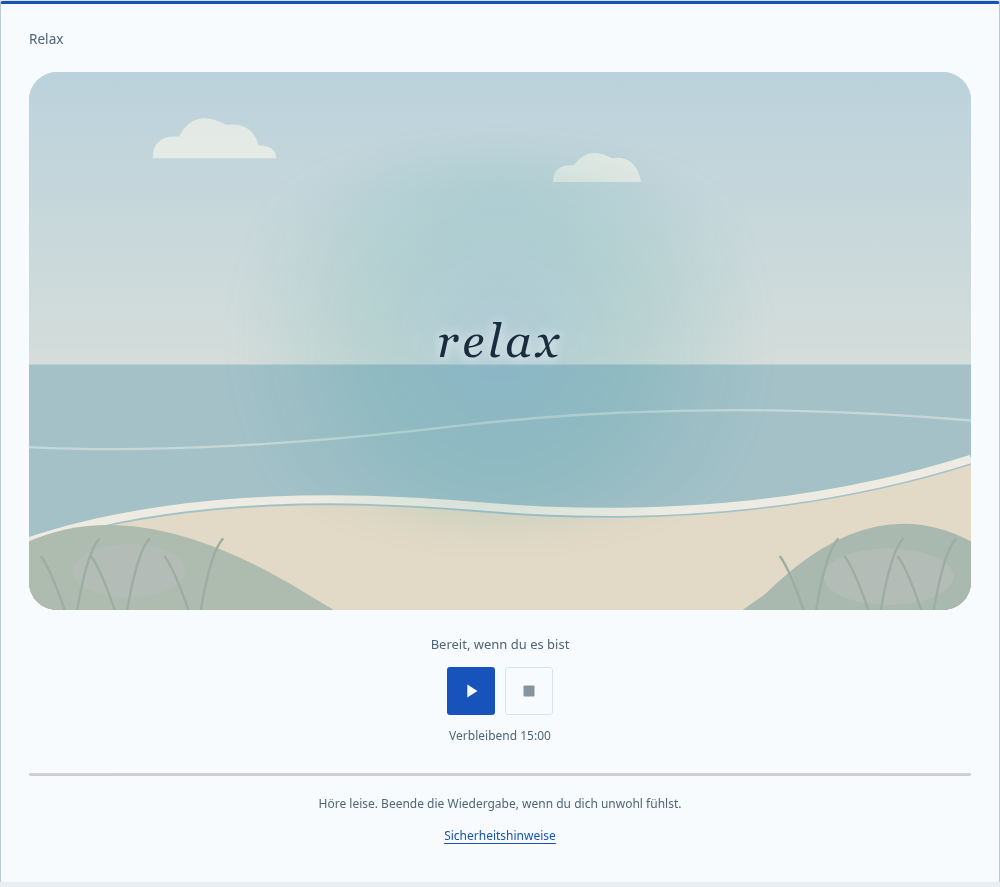 Relax
relax
Bereit, wenn du es bist
Verbleibend 15:00
Höre leise. Beende die Wiedergabe, wenn du dich unwohl fühlst.
Sicherheitshinweise